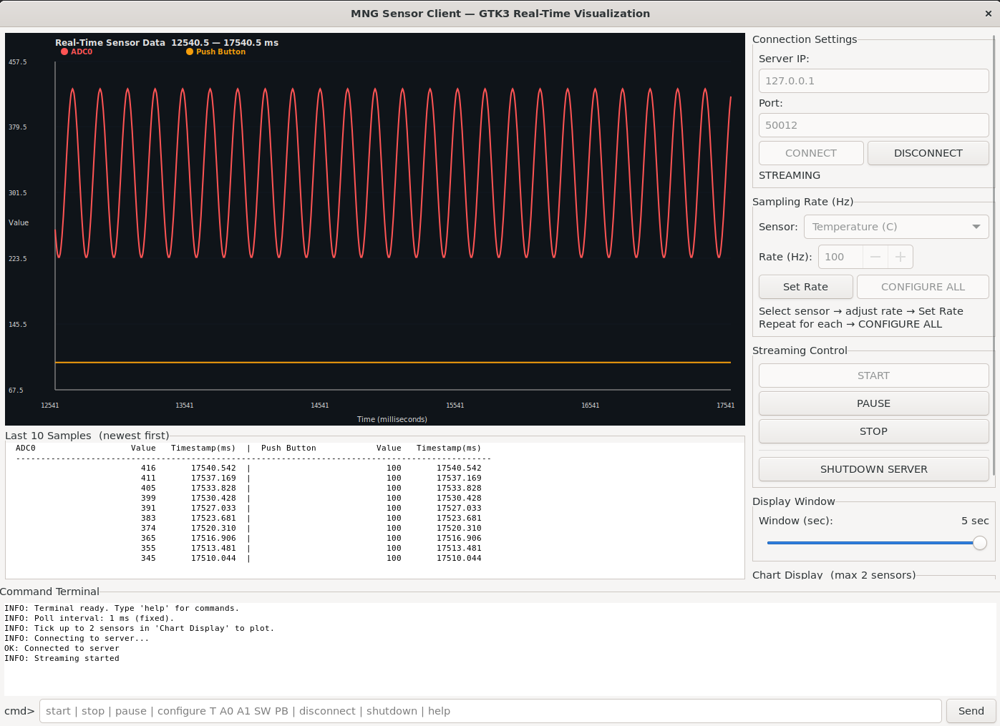 MNG Sensor Client — GTK3 Real-Time Visualization
×
Real-Time Sensor Data 12540.5 — 17540.5 ms
ADC0 Push Button
457.5
379.5
301.5
Value
223.5
145.5
67.5
12541 13541 14541 15541 16541 17541
Time (milliseconds)
Last 10 Samples (newest first)
ADC0 Value Timestamp(ms) | Push Button Value Timestamp(ms)
-----------------------------------------------------------------------------------------------
416 17540.542 | 100 17540.542
411 17537.169 | 100 17537.169
405 17533.828 | 100 17533.828
399 17530.428 | 100 17530.428
391 17527.033 | 100 17527.033
383 17523.681 | 100 17523.681
374 17520.310 | 100 17520.310
365 17516.906 | 100 17516.906
355 17513.481 | 100 17513.481
345 17510.044 | 100 17510.044
Connection Settings
Server IP:
127.0.0.1
Port:
50012
CONNECT DISCONNECT
STREAMING
Sampling Rate (Hz)
Sensor: Temperature (C)
Rate (Hz): 100 − +
Set Rate CONFIGURE ALL
Select sensor → adjust rate → Set Rate
Repeat for each → CONFIGURE ALL
Streaming Control
START
PAUSE
STOP
SHUTDOWN SERVER
Display Window
Window (sec): 5 sec
Chart Display (max 2 sensors)
Command Terminal
INFO: Terminal ready. Type 'help' for commands.
INFO: Poll interval: 1 ms (fixed).
INFO: Tick up to 2 sensors in 'Chart Display' to plot.
INFO: Connecting to server...
OK: Connected to server
INFO: Streaming started
cmd> start | stop | pause | configure T A0 A1 SW PB | disconnect | shutdown | help Send